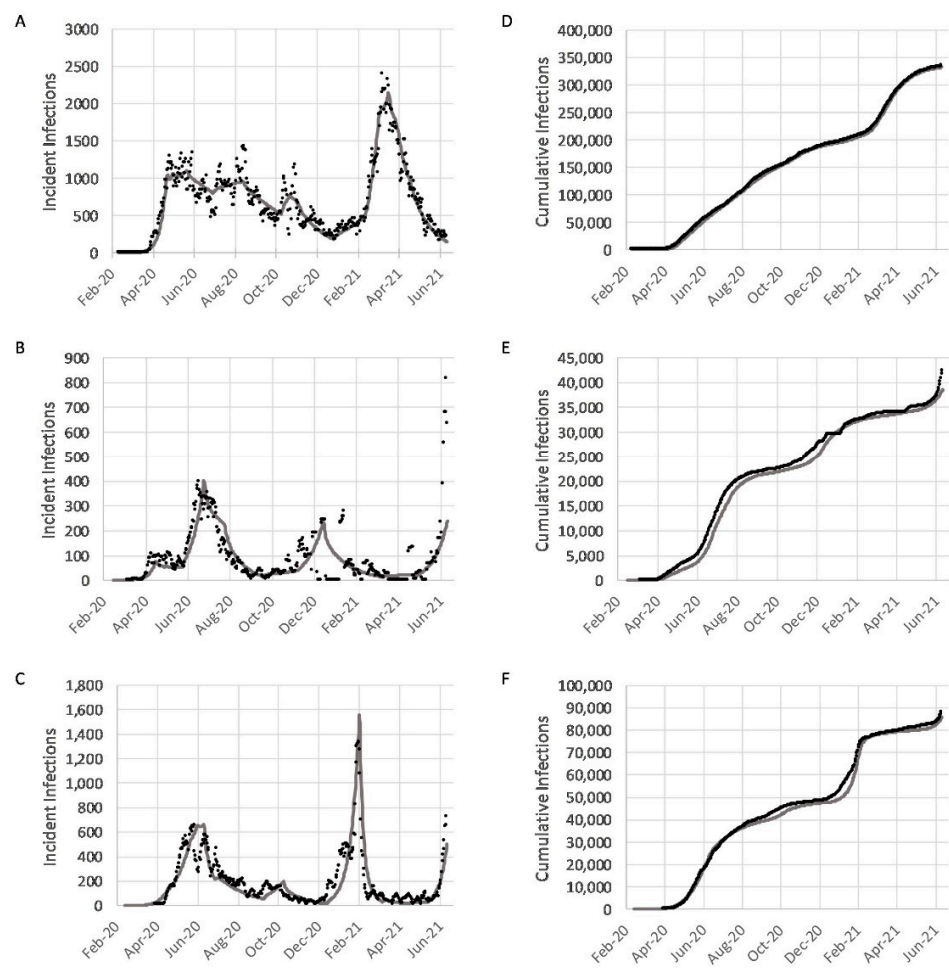 A
Incident Infections
3000
2500
2000
1500
1000
500
0
Feb-20
Apr-20
Jun-20
Aug-20
Oct-20
Dec-20
Feb-21
Apr-21
Jun-21
D
Cumulative Infections
400,000
350,000
300,000
250,000
200,000
150,000
100,000
50,000
0
Feb-20
Apr-20
Jun-20
Aug-20
Oct-20
Dec-20
Feb-21
Apr-21
Jun-21
B
Incident Infections
900
800
700
600
500
400
300
200
100
0
Feb-20
Apr-20
Jun-20
Aug-20
Oct-20
Dec-20
Feb-21
Apr-21
Jun-21
E
Cumulative Infections
45,000
40,000
35,000
30,000
25,000
20,000
15,000
10,000
5,000
0
Feb-20
Apr-20
Jun-20
Aug-20
Oct-20
Dec-20
Feb-21
Apr-21
Jun-21
C
Incident Infections
1,800
1,600
1,400
1,200
1,000
800
600
400
200
0
Feb-20
Apr-20
Jun-20
Aug-20
Oct-20
Dec-20
Feb-21
Apr-21
Jun-21
F
Cumulative Infections
100,000
90,000
80,000
70,000
60,000
50,000
40,000
30,000
20,000
10,000
0
Feb-20
Apr-20
Jun-20
Aug-20
Oct-20
Dec-20
Feb-21
Apr-21
Jun-21